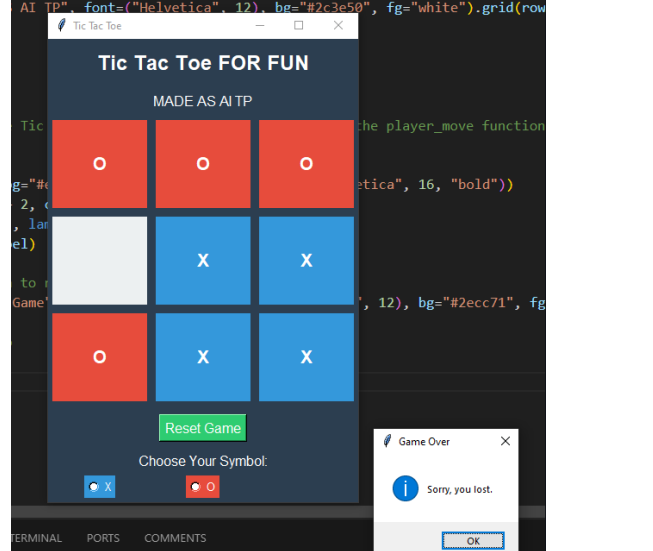 AI TP", font=("Helvetica", 12), bg="#2c3e50", fg="white").grid(row
Tic Tac Toe
Tic Tac Toe FOR FUN
MADE AS AI TP
Tic
the player_move function
O O O
g="#e
etica", 16, "bold"))
2,
, la
el)
X X
to
Game"
, 12), bg="#2ecc71", fg
O X X
Reset Game
Game Over
Choose Your Symbol:
X O
Sorry, you lost.
OK
TERMINAL PORTS COMMENTS